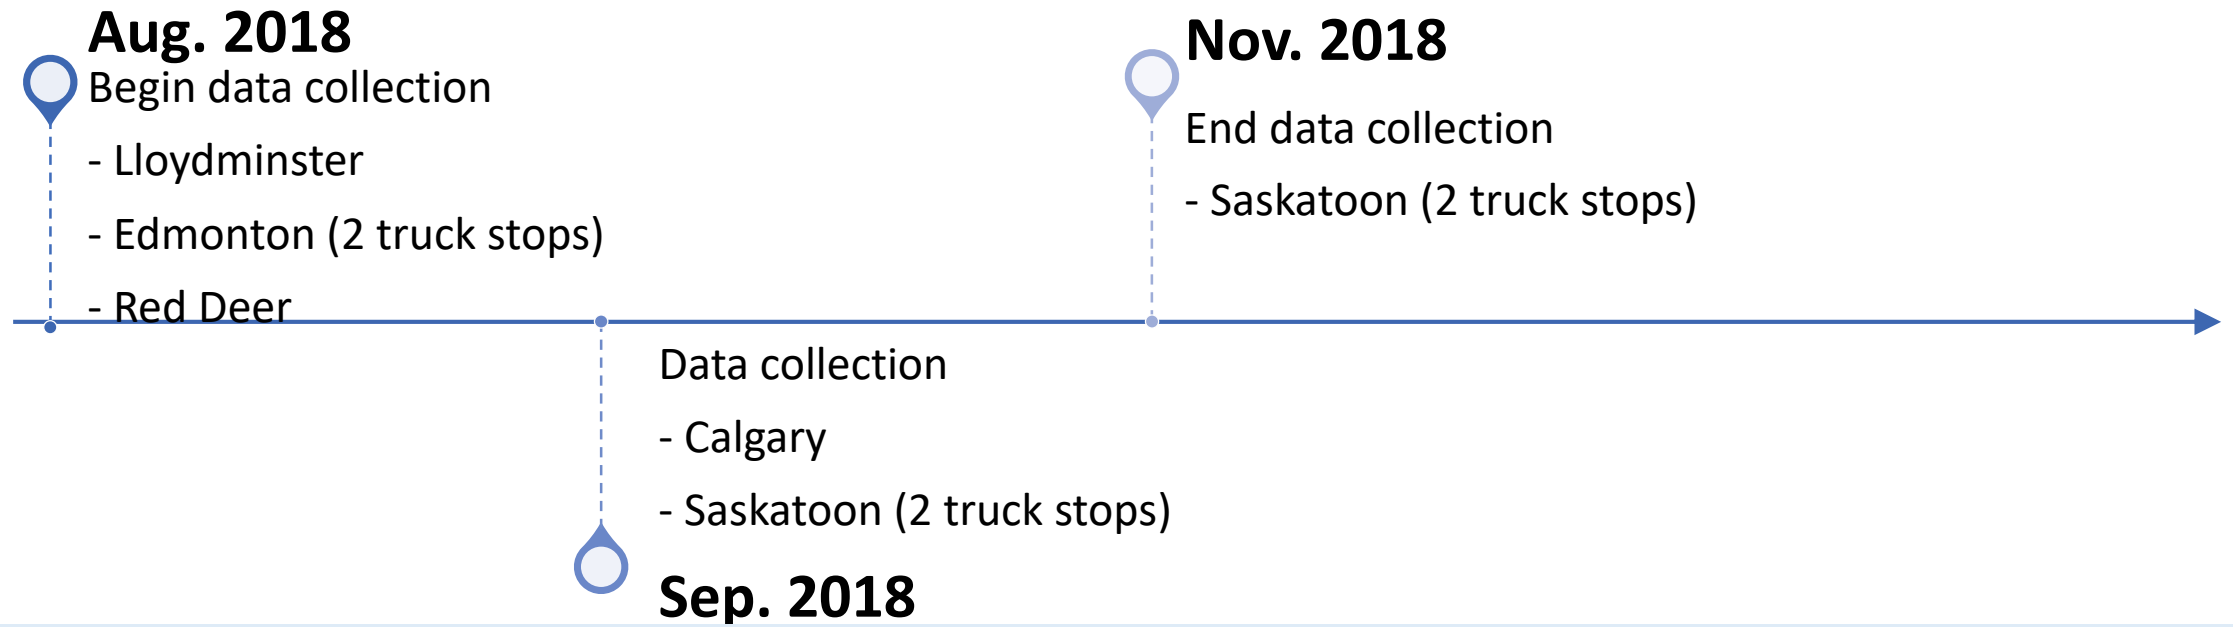 Aug. 2018
Begin data collection
- Lloydminster
- Edmonton (2 truck stops)
- Red Deer
Data collection
- Calgary
- Saskatoon (2 truck stops)
Sep. 2018
Nov. 2018
End data collection
- Saskatoon (2 truck stops)